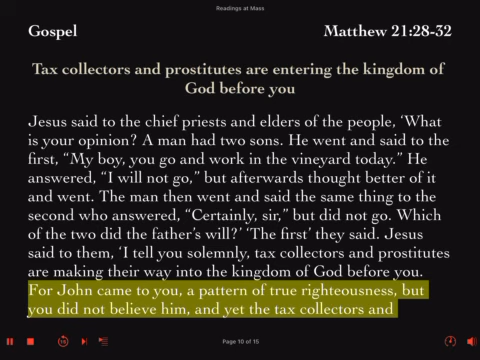 Readings at Mass
Gospel Matthew 21:28-32
Tax collectors and prostitutes are entering the kingdom of
God before you
Jesus said to the chief priests and elders of the people, ‘What
is your opinion? A man had two sons. He went and said to the
first, “My boy, you go and work in the vineyard today.” He
answered, “I will not go,” but afterwards thought better of it
and went. The man then went and said the same thing to the
second who answered, “Certainly, sir,” but did not go. Which
of the two did the father’s will?’ ‘The first’ they said. Jesus
said to them, ‘I tell you solemnly, tax collectors and prostitutes
are making their way into the kingdom of God before you.
For John came to you, a pattern of true righteousness, but
you did not believe him, and yet the tax collectors and
Page 10 of 15